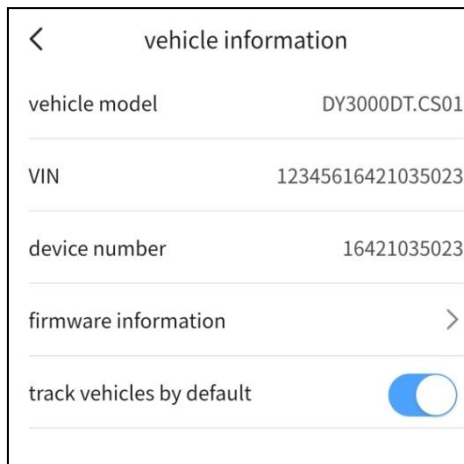 vehicle information
vehicle model DY3000DT.CS01
VIN 12345616421035023
device number 16421035023
firmware information
track vehicles by default